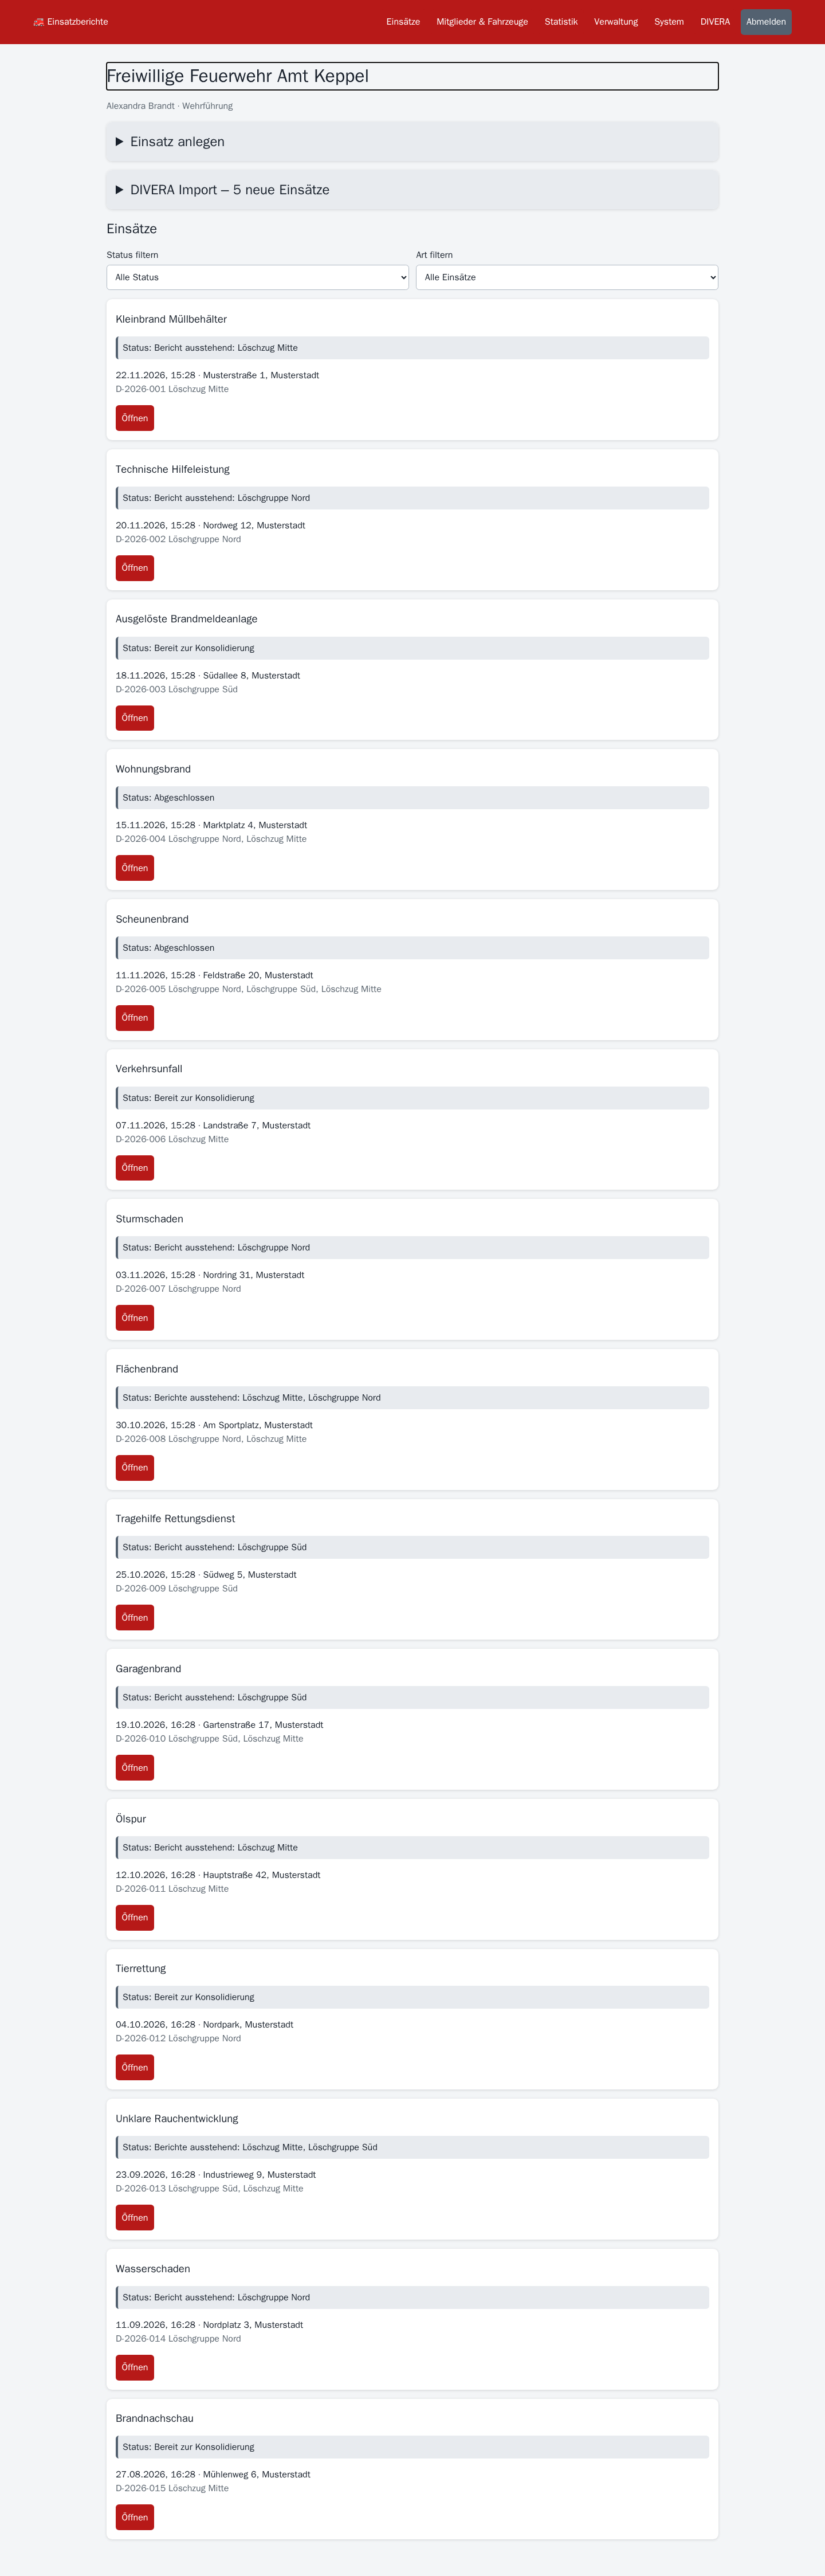 🚒 Einsatzberichte Einsätze Mitglieder & Fahrzeuge Statistik Verwaltung System DIVERA Abmelden
Freiwillige Feuerwehr Amt Keppel
Alexandra Brandt · Wehrführung
▶ Einsatz anlegen
▶ DIVERA Import – 5 neue Einsätze
Einsätze
Status filtern Art filtern
Alle Status Alle Einsätze
Kleinbrand Müllbehälter
Status: Bericht ausstehend: Löschzug Mitte
22.11.2026, 15:28 · Musterstraße 1, Musterstadt
D-2026-001 Löschzug Mitte
Öffnen
Technische Hilfeleistung
Status: Bericht ausstehend: Löschgruppe Nord
20.11.2026, 15:28 · Nordweg 12, Musterstadt
D-2026-002 Löschgruppe Nord
Öffnen
Ausgelöste Brandmeldeanlage
Status: Bereit zur Konsolidierung
18.11.2026, 15:28 · Südallee 8, Musterstadt
D-2026-003 Löschgruppe Süd
Öffnen
Wohnungsbrand
Status: Abgeschlossen
15.11.2026, 15:28 · Marktplatz 4, Musterstadt
D-2026-004 Löschgruppe Nord, Löschzug Mitte
Öffnen
Scheunenbrand
Status: Abgeschlossen
11.11.2026, 15:28 · Feldstraße 20, Musterstadt
D-2026-005 Löschgruppe Nord, Löschgruppe Süd, Löschzug Mitte
Öffnen
Verkehrsunfall
Status: Bereit zur Konsolidierung
07.11.2026, 15:28 · Landstraße 7, Musterstadt
D-2026-006 Löschzug Mitte
Öffnen
Sturmschaden
Status: Bericht ausstehend: Löschgruppe Nord
03.11.2026, 15:28 · Nordring 31, Musterstadt
D-2026-007 Löschgruppe Nord
Öffnen
Flächenbrand
Status: Berichte ausstehend: Löschzug Mitte, Löschgruppe Nord
30.10.2026, 15:28 · Am Sportplatz, Musterstadt
D-2026-008 Löschgruppe Nord, Löschzug Mitte
Öffnen
Tragehilfe Rettungsdienst
Status: Bericht ausstehend: Löschgruppe Süd
25.10.2026, 15:28 · Südweg 5, Musterstadt
D-2026-009 Löschgruppe Süd
Öffnen
Garagenbrand
Status: Bericht ausstehend: Löschgruppe Süd
19.10.2026, 16:28 · Gartenstraße 17, Musterstadt
D-2026-010 Löschgruppe Süd, Löschzug Mitte
Öffnen
Ölspur
Status: Bericht ausstehend: Löschzug Mitte
12.10.2026, 16:28 · Hauptstraße 42, Musterstadt
D-2026-011 Löschzug Mitte
Öffnen
Tierrettung
Status: Bereit zur Konsolidierung
04.10.2026, 16:28 · Nordpark, Musterstadt
D-2026-012 Löschgruppe Nord
Öffnen
Unklare Rauchentwicklung
Status: Berichte ausstehend: Löschzug Mitte, Löschgruppe Süd
23.09.2026, 16:28 · Industrieweg 9, Musterstadt
D-2026-013 Löschgruppe Süd, Löschzug Mitte
Öffnen
Wasserschaden
Status: Bericht ausstehend: Löschgruppe Nord
11.09.2026, 16:28 · Nordplatz 3, Musterstadt
D-2026-014 Löschgruppe Nord
Öffnen
Brandnachschau
Status: Bereit zur Konsolidierung
27.08.2026, 16:28 · Mühlenweg 6, Musterstadt
D-2026-015 Löschzug Mitte
Öffnen